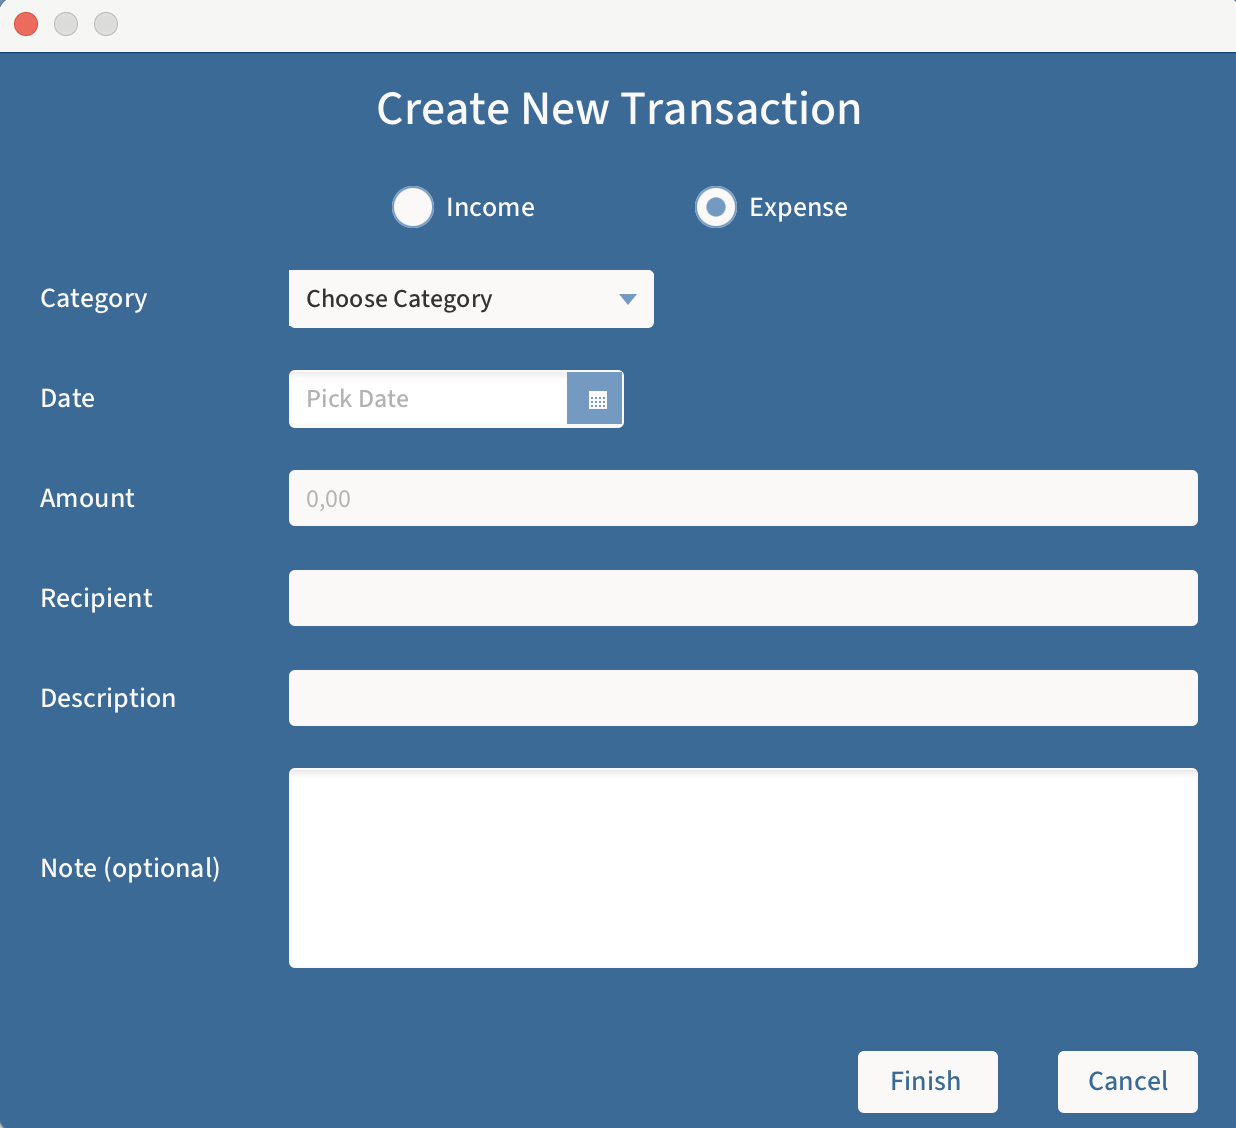 Create New Transaction
Income
Expense
Category
Choose Category
Date
Pick Date
Amount
0,00
Recipient
Description
Note (optional)
Finish
Cancel